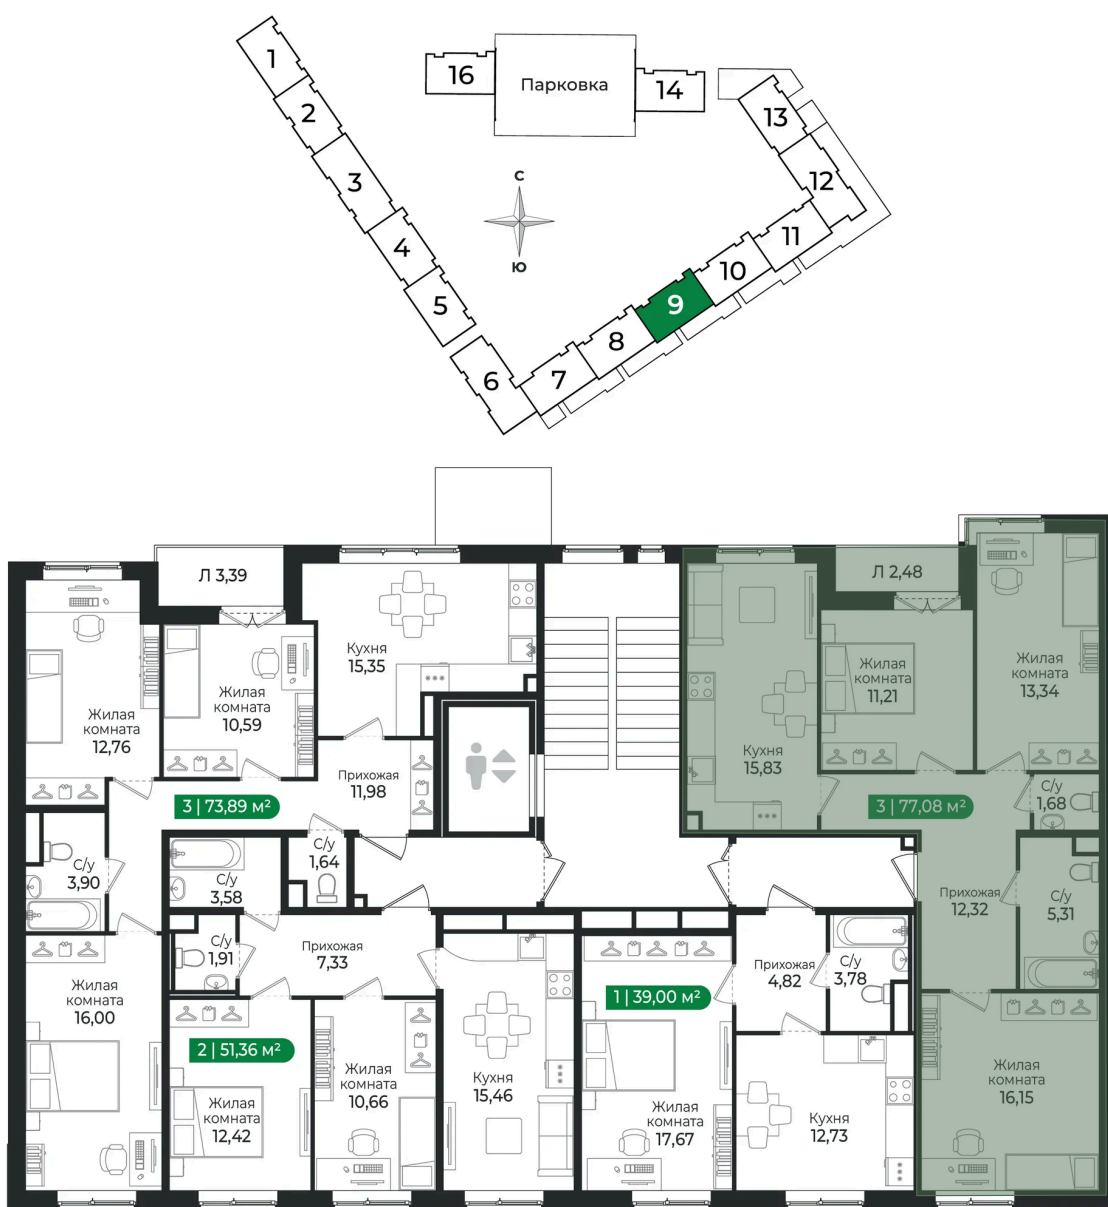 1
2
3
4
5
6
7
8
9
10
11
12
13
14
16
Парковка
С
Ю
Л 3,39
Жилая
комната
12,76
Жилая
комната
10,59
Кухня
15,35
Прихожая
11,98
3 | 73,89 м²
С/у
3,90
С/у
3,58
С/у
1,64
Жилая
комната
16,00
С/у
1,91
Прихожая
7,33
2 | 51,36 м²
Жилая
комната
12,42
Жилая
комната
10,66
Кухня
15,46
1 | 39,00 м²
Жилая
комната
17,67
Прихожая
4,82
С/у
3,78
Кухня
12,73
Л 2,48
Кухня
15,83
Жилая
комната
11,21
Жилая
комната
13,34
3 | 77,08 м²
С/у
1,68
Прихожая
12,32
С/у
5,31
Жилая
комната
16,15